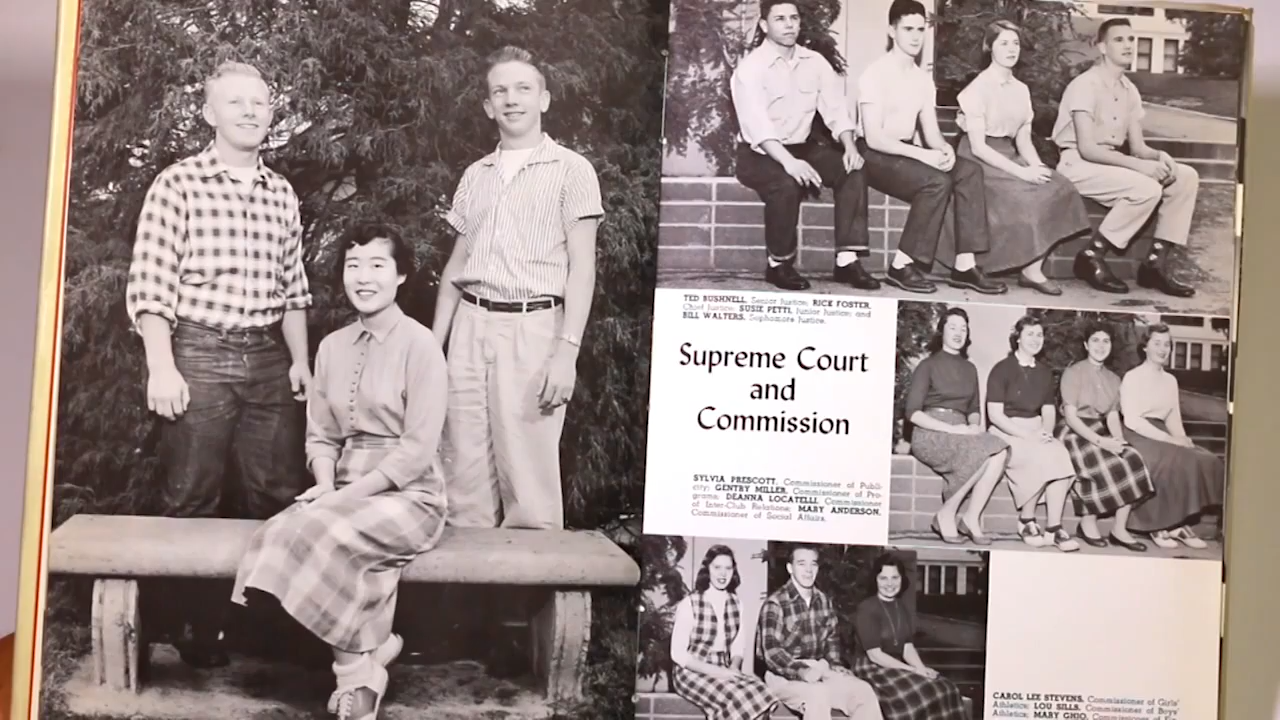 TED BUSHNELL, Senior Justice; RICK FOSTER,
Chief Justice; SUSIE PETTI, Junior Justice; and
BILL WALTERS, Sophomore Justice.
Supreme Court
and
Commission
SYLVIA PRESCOTT, Commissioner of Publi-
city; GENTRY MILLER, Commissioner of Pro-
grams; DEANNA LOCATELLI, Commissioner
of Inter-Club Relations; MARY ANDERSON,
Commissioner of Social Affairs.
CAROL LEE STEVENS, Commissioner of Girls'
Athletics; LOU SILLS, Commissioner of Boys'
Athletics; MARY GHIO, Commissioner of